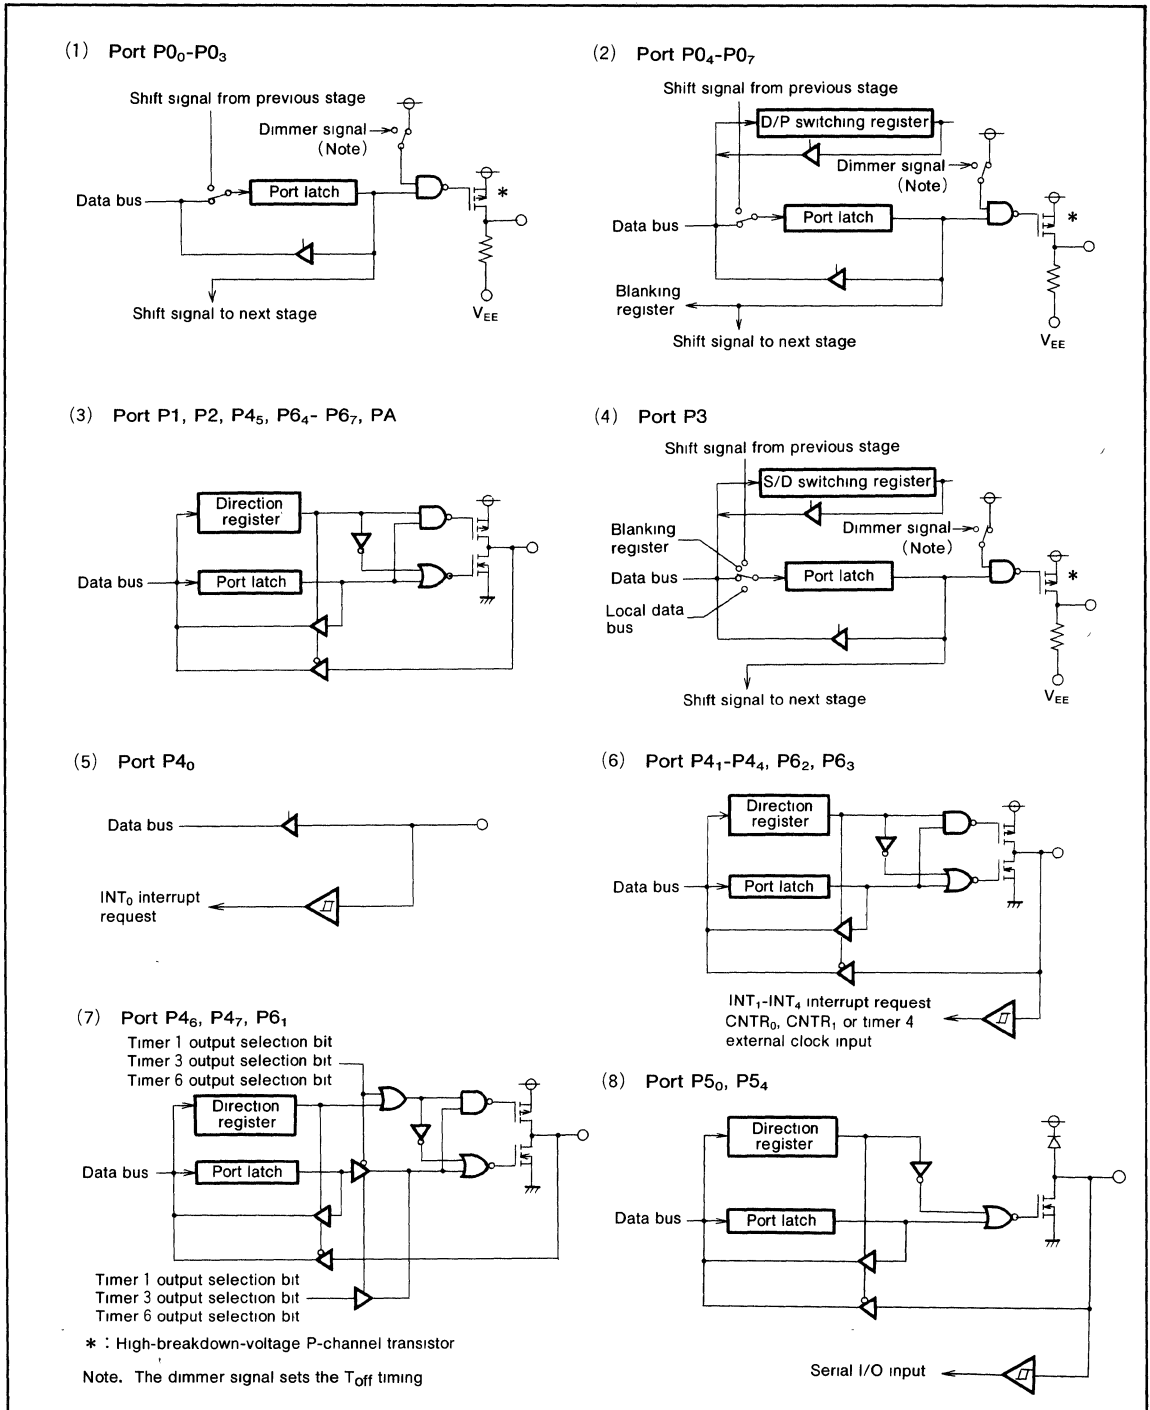 (1) Port P0₀-P0₃
Shift signal from previous stage
Dimmer signal
(Note)
Port latch
*
Data bus
Shift signal to next stage
VEE
(2) Port P0₄-P0₇
Shift signal from previous stage
D/P switching register
Dimmer signal
(Note)
Port latch
*
Data bus
Blanking
register
Shift signal to next stage
VEE
(3) Port P1, P2, P4₅, P6₄- P6₇, PA
Direction
register
Data bus
Port latch
(4) Port P3
Shift signal from previous stage
S/D switching register
Blanking
register
Dimmer signal
(Note)
Data bus
Port latch
*
Local data
bus
Shift signal to next stage
VEE
(5) Port P4₀
Data bus
INT₀ interrupt
request
(6) Port P4₁-P4₄, P6₂, P6₃
Direction
register
Data bus
Port latch
INT₁-INT₄ interrupt request
CNTR₀, CNTR₁ or timer 4
external clock input
(7) Port P4₆, P4₇, P6₁
Timer 1 output selection bit
Timer 3 output selection bit
Timer 6 output selection bit
Direction
register
Data bus
Port latch
Timer 1 output selection bit
Timer 3 output selection bit
Timer 6 output selection bit
(8) Port P5₀, P5₄
Direction
register
Data bus
Port latch
Serial I/O input
* : High-breakdown-voltage P-channel transistor
Note. The dimmer signal sets the Toff timing